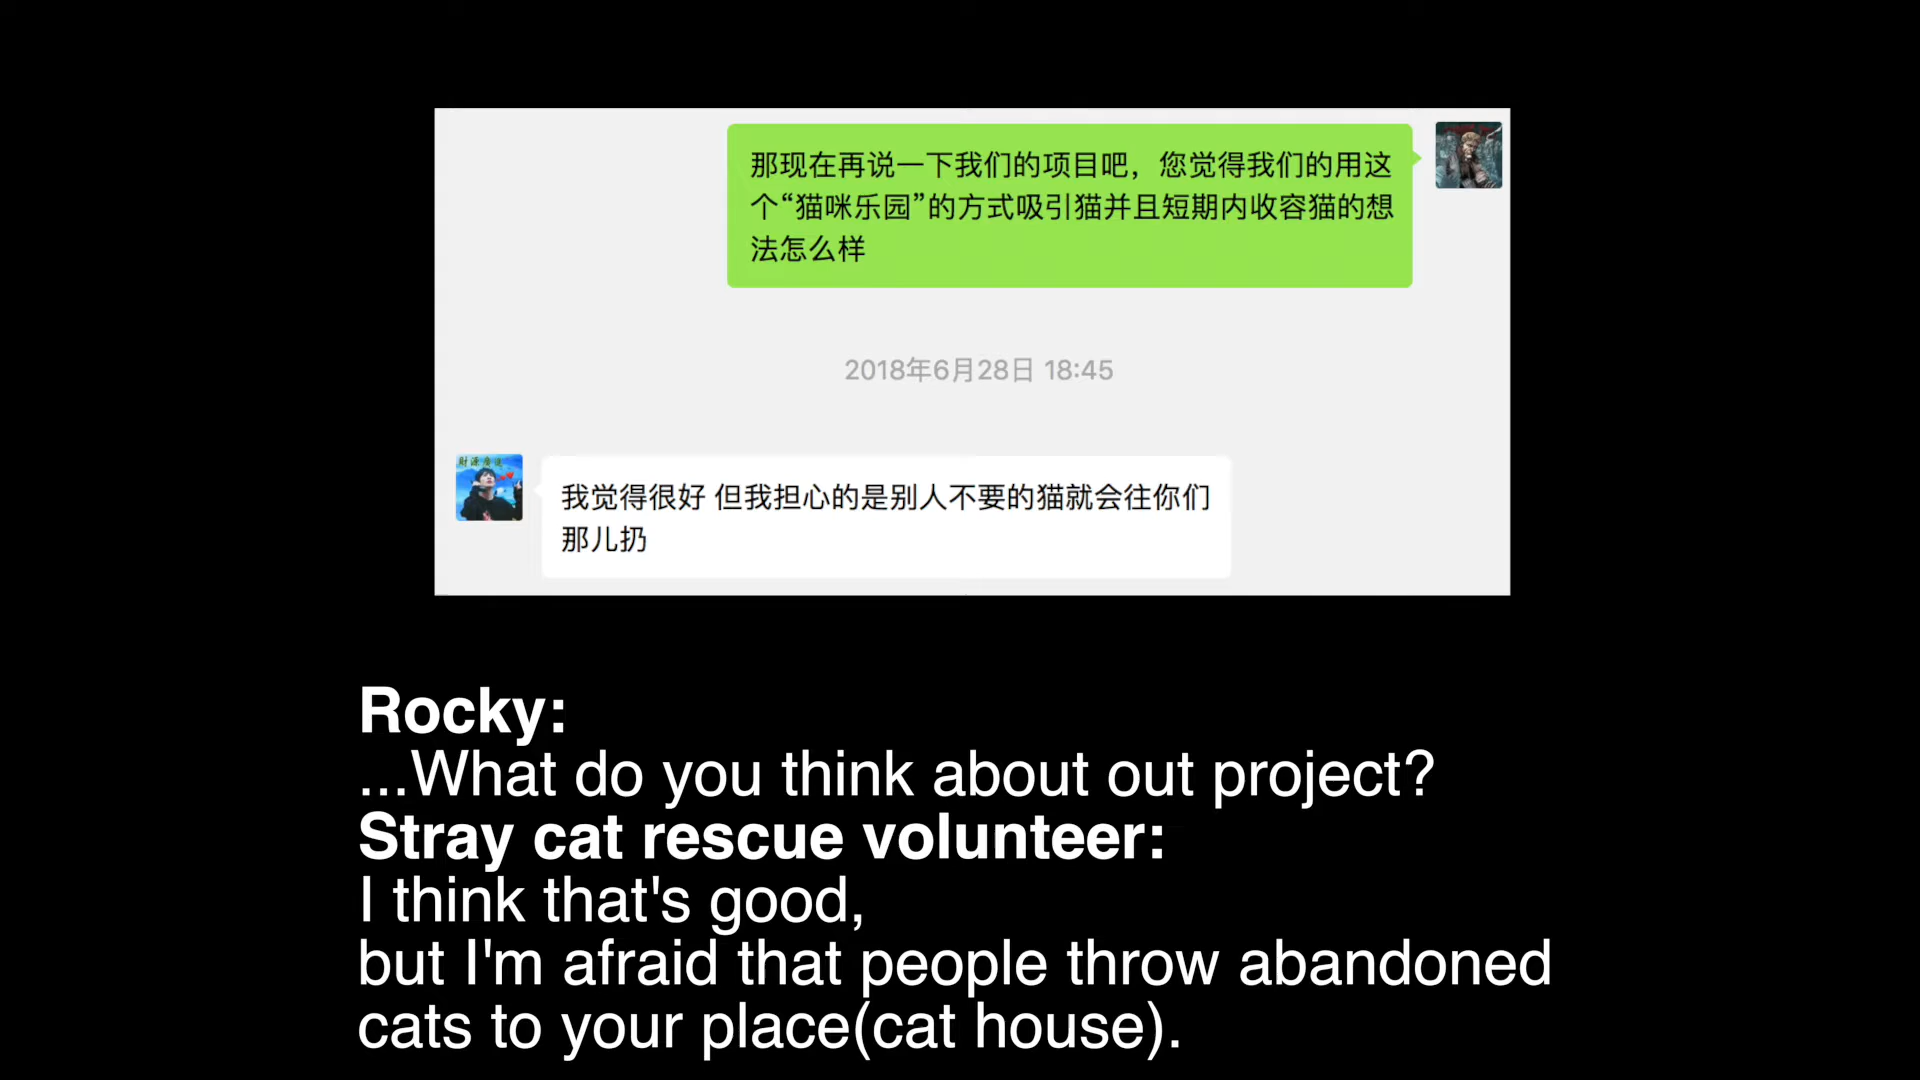 那现在再说一下我们的项目吧，您觉得我们的用这
个“猫咪乐园”的方式吸引猫并且短期内收容猫的想
法怎么样
2018年6月28日 18:45
財源廣進
我觉得很好 但我担心的是别人不要的猫就会往你们
那儿扔
Rocky:
...What do you think about out project?
Stray cat rescue volunteer:
I think that's good,
but I'm afraid that people throw abandoned
cats to your place(cat house).